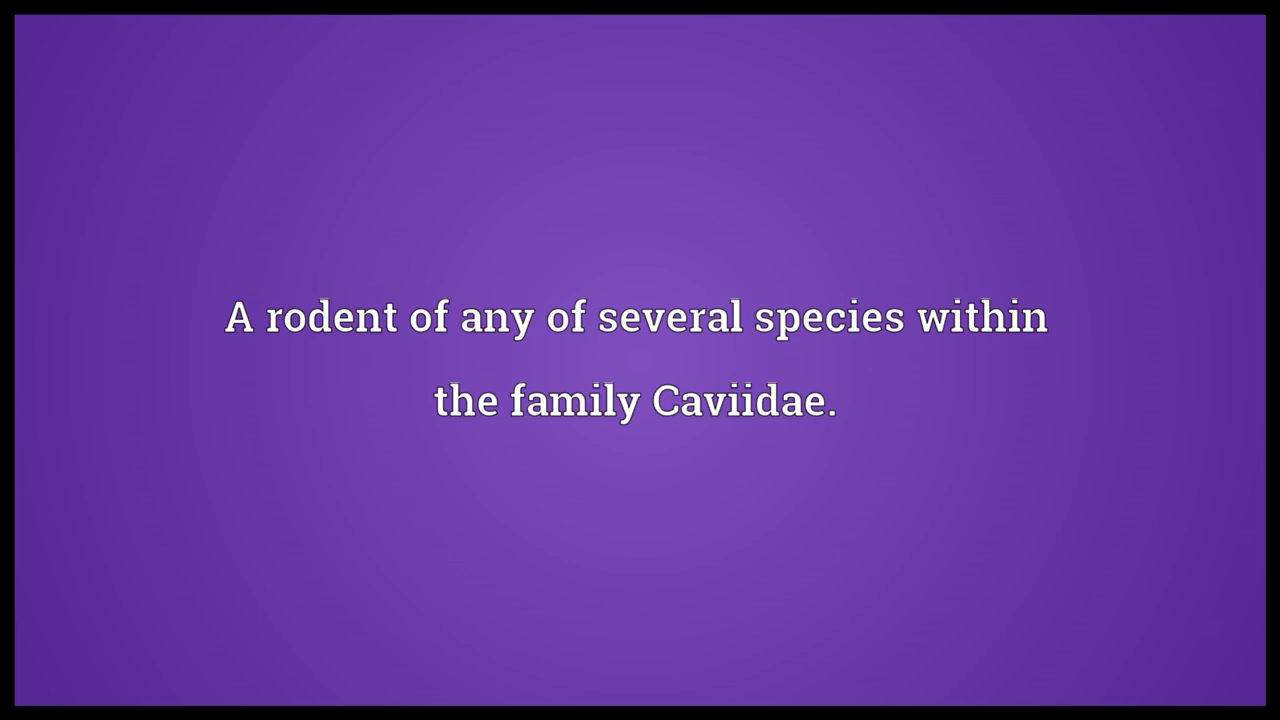 A rodent of any of several species within
the family Caviidae.